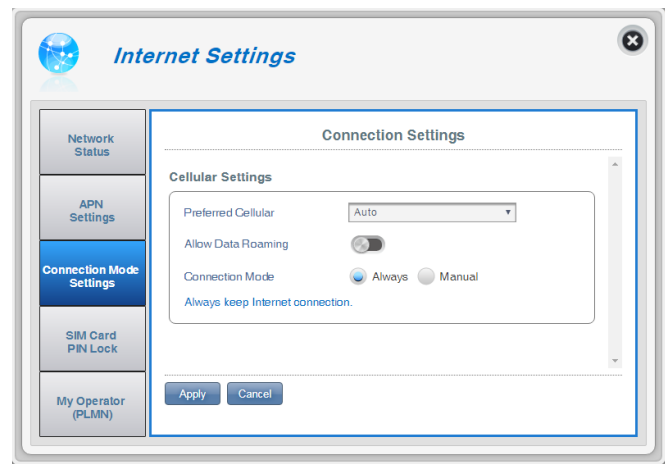 Internet Settings
Network
Status
APN
Settings
Connection Mode
Settings
SIM Card
PIN Lock
My Operator
(PLMN)
Connection Settings
Cellular Settings
Preferred Cellular Auto
Allow Data Roaming
Connection Mode Always Manual
Always keep Internet connection.
Apply Cancel